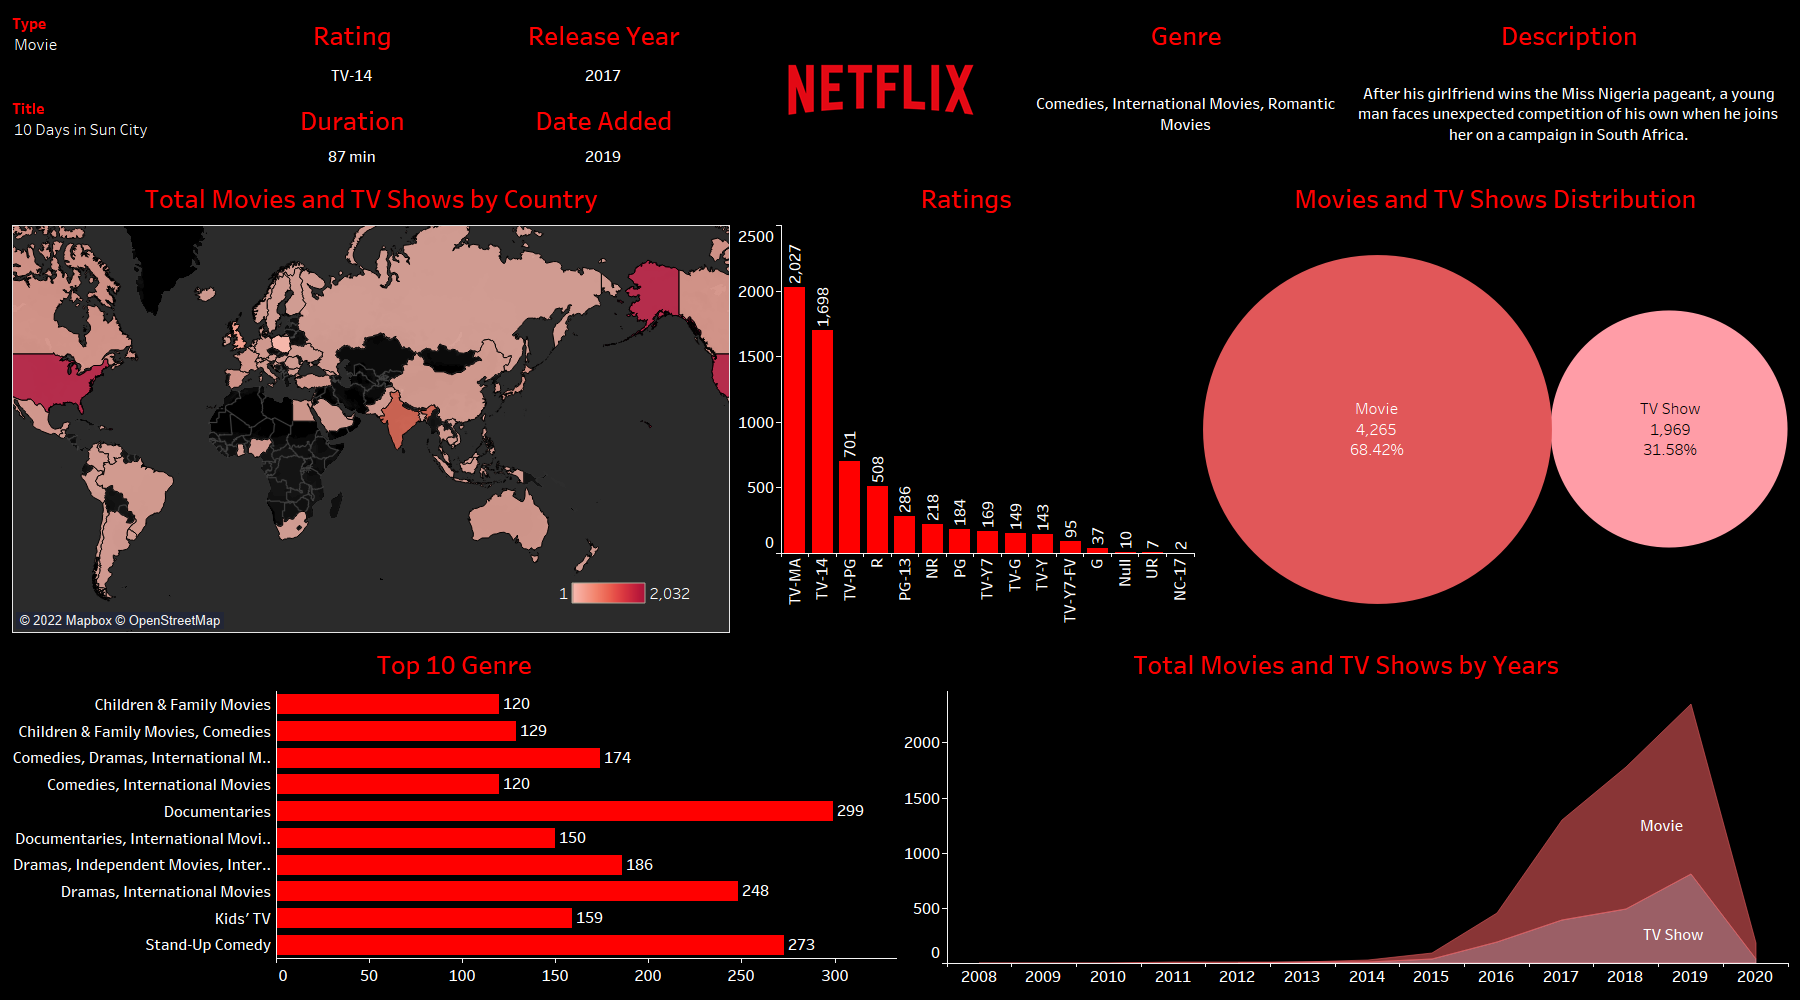 Type
Movie
Title
10 Days in Sun City
Rating
TV-14
Duration
87 min
Release Year
2017
Date Added
2019
NETFLIX
Genre
Comedies, International Movies, Romantic
Movies
Description
After his girlfriend wins the Miss Nigeria pageant, a young
man faces unexpected competition of his own when he joins
her on a campaign in South Africa.
Total Movies and TV Shows by Country
1
2,032
© 2022 Mapbox © OpenStreetMap
Ratings
2500
2000
1500
1000
500
0
2,027
1,698
701
508
286
218
184
169
149
143
95
37
10
7
2
TV-MA
TV-14
TV-PG
R
PG-13
NR
PG
TV-Y7
TV-G
TV-Y
TV-Y7-FV
G
Null
UR
NC-17
Movies and TV Shows Distribution
Movie
4,265
68.42%
TV Show
1,969
31.58%
Top 10 Genre
Children & Family Movies 120
Children & Family Movies, Comedies 129
Comedies, Dramas, International M.. 174
Comedies, International Movies 120
Documentaries 299
Documentaries, International Movi.. 150
Dramas, Independent Movies, Inter.. 186
Dramas, International Movies 248
Kids’ TV 159
Stand-Up Comedy 273
0 50 100 150 200 250 300
Total Movies and TV Shows by Years
2000
1500
1000
500
0
Movie
TV Show
2008 2009 2010 2011 2012 2013 2014 2015 2016 2017 2018 2019 2020